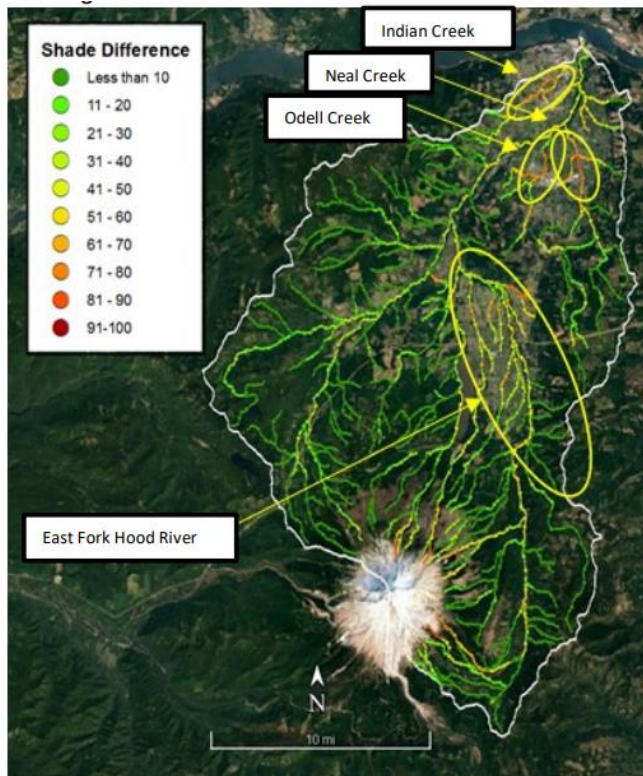 Shade Difference
Less than 10
11 - 20
21 - 30
31 - 40
41 - 50
51 - 60
61 - 70
71 - 80
81 - 90
91-100
Indian Creek
Neal Creek
Odell Creek
East Fork Hood River
N
10 mi